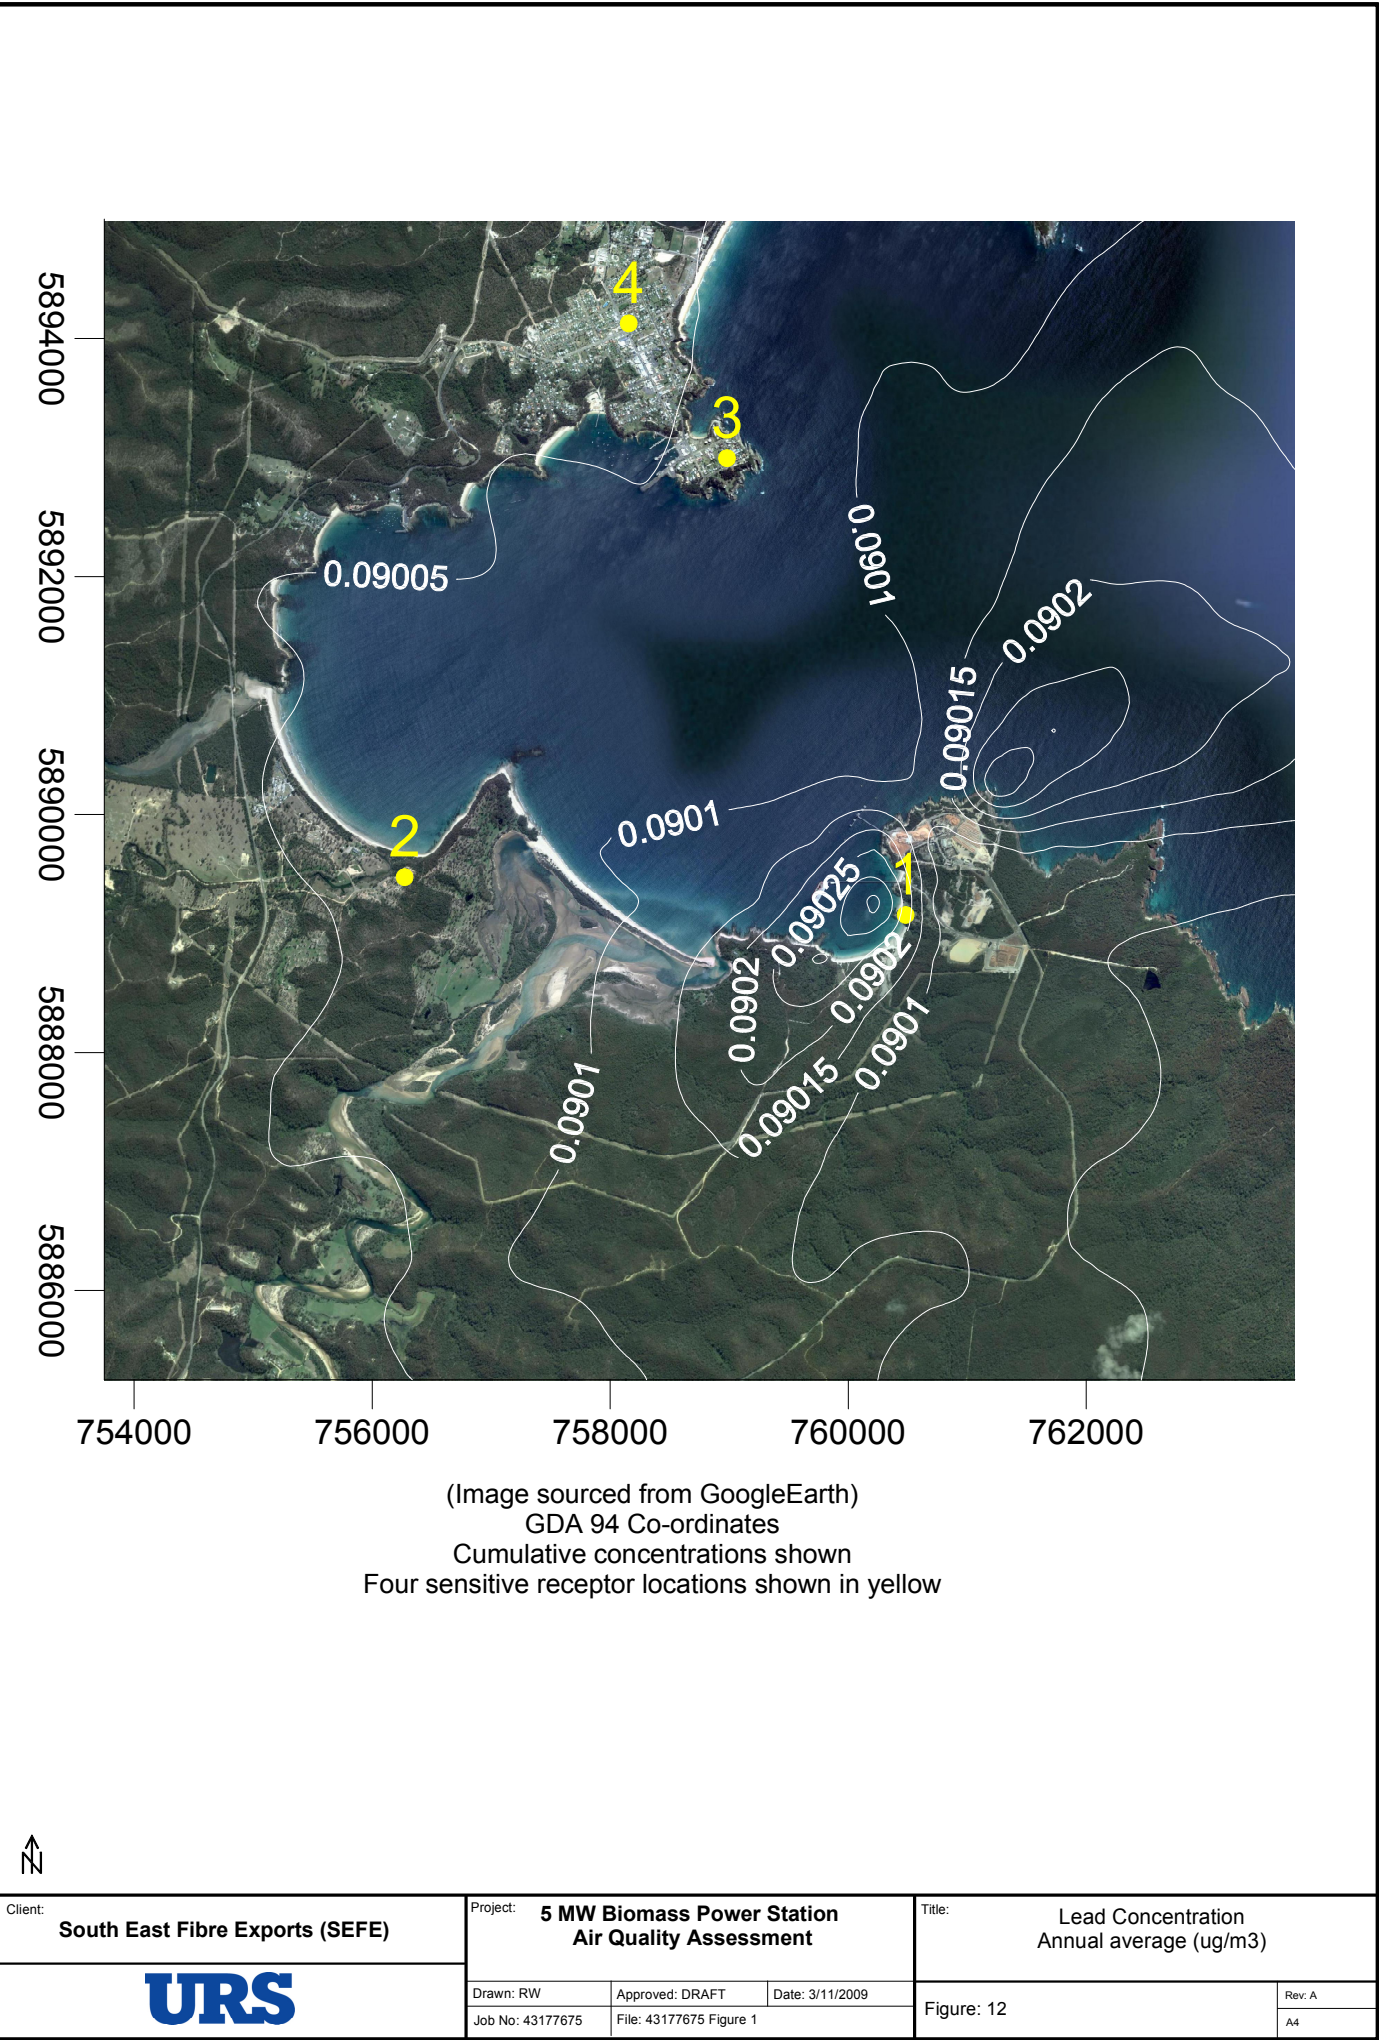 4
3
0.0901
0.09005
0.0902
0.09015
0.0901
2
0.09025
1
0.0902
0.0902
0.0901
0.09015
0.0901
5894000
5892000
5890000
5888000
5886000
754000 756000 758000 760000 762000
(Image sourced from GoogleEarth)
GDA 94 Co-ordinates
Cumulative concentrations shown
Four sensitive receptor locations shown in yellow
N
Client:
South East Fibre Exports (SEFE)
URS
Project: 5 MW Biomass Power Station
Air Quality Assessment
Drawn: RW
Approved: DRAFT
Date: 3/11/2009
Job No: 43177675
File: 43177675 Figure 1
Title:
Lead Concentration
Annual average (ug/m3)
Figure: 12
Rev: A
A4